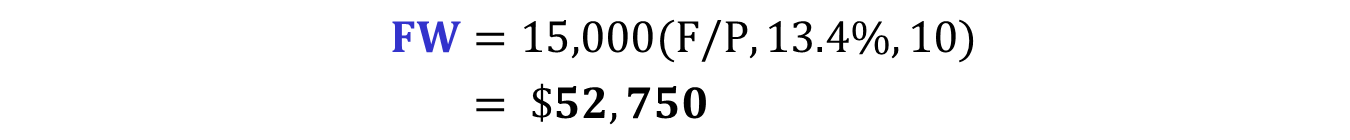 FW = 15,000(F/P, 13.4%, 10)
= $52,750